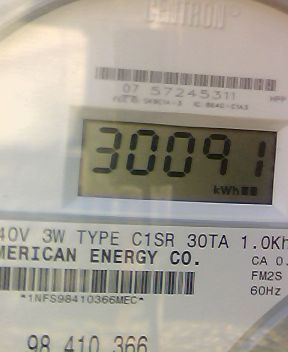 CENTRON®
07 57245311
30091
kWh
40V 3W TYPE C1SR 30TA 1.0Kh
MERICAN ENERGY CO.
CA 0.
FM2S
60Hz
*1NFS98410366MEC*
98 410 366